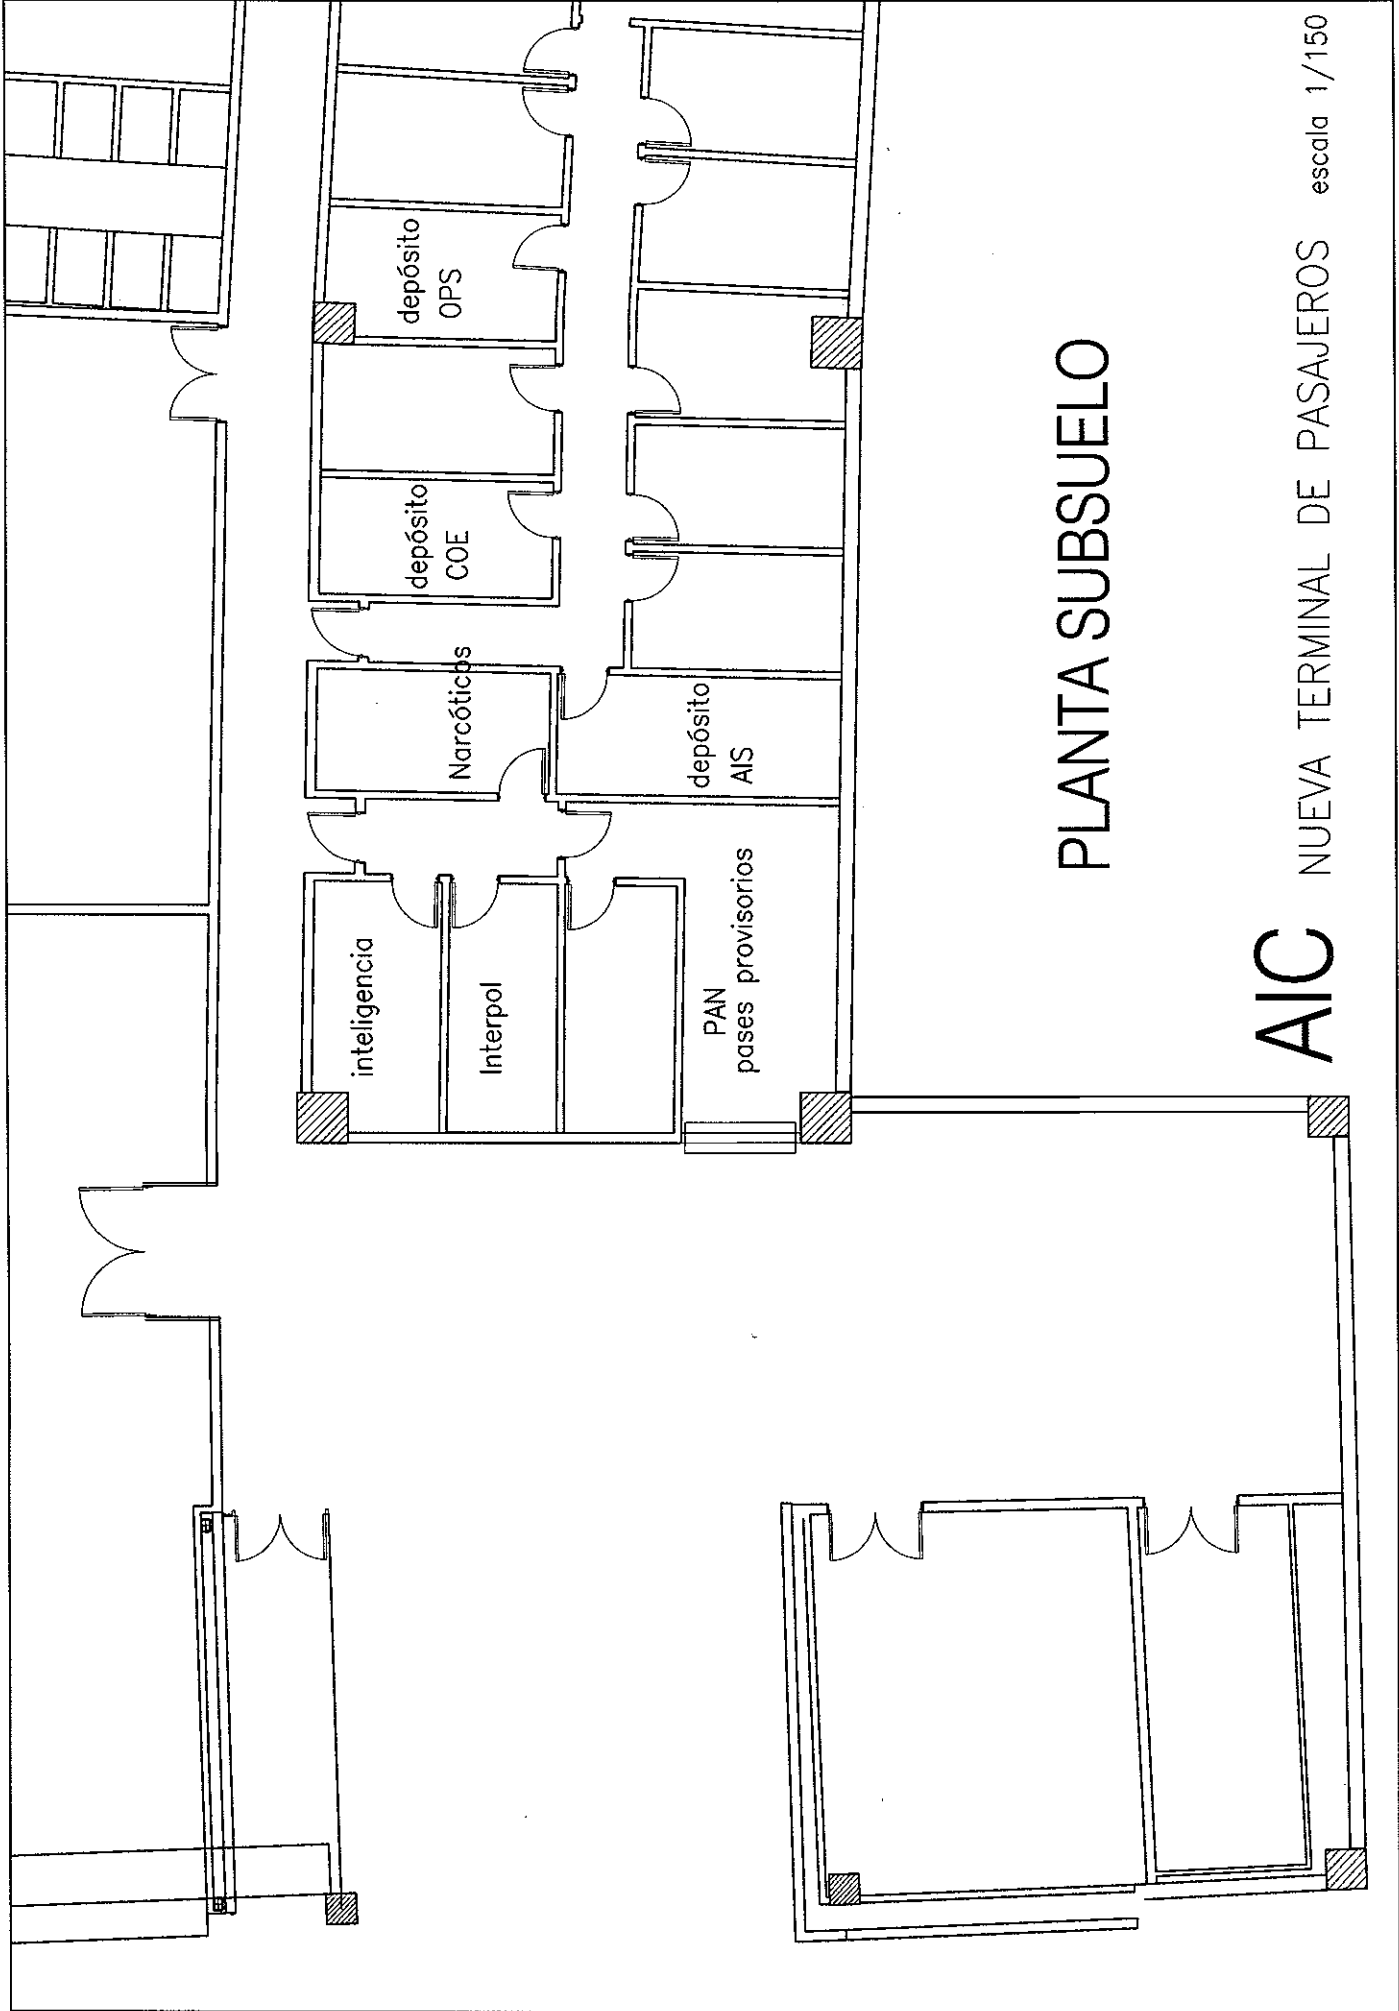 inteligencia
Interpol
PAN
pases provisorios
Narcóticos
depósito
AIS
depósito
COE
depósito
OPS
PLANTA SUBSUELO
AIC NUEVA TERMINAL DE PASAJEROS escala 1/150